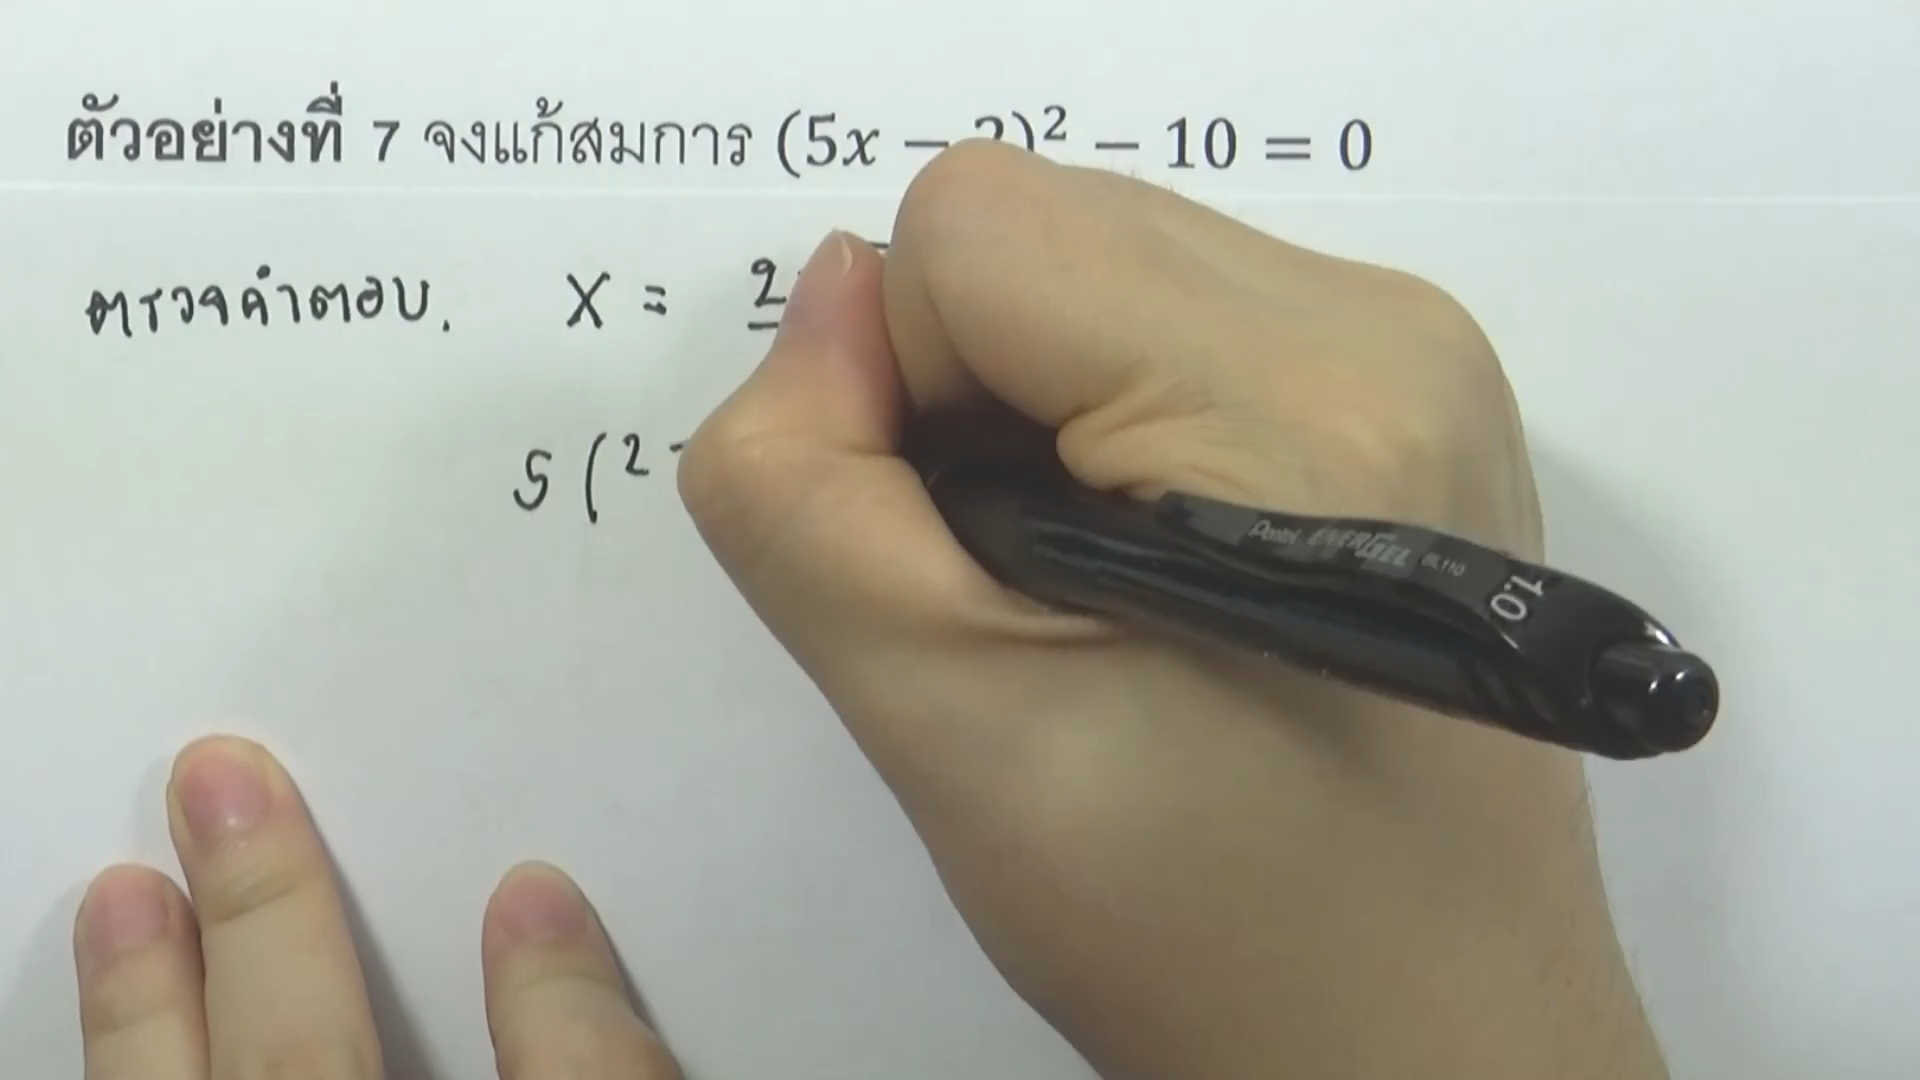 ตัวอย่างที่ 7 จงแก้สมการ (5x − 2)² − 10 = 0
ตรวจคำตอบ. X = 2
5 ( 2 -
Pentel ENERGEL BL110
1.0